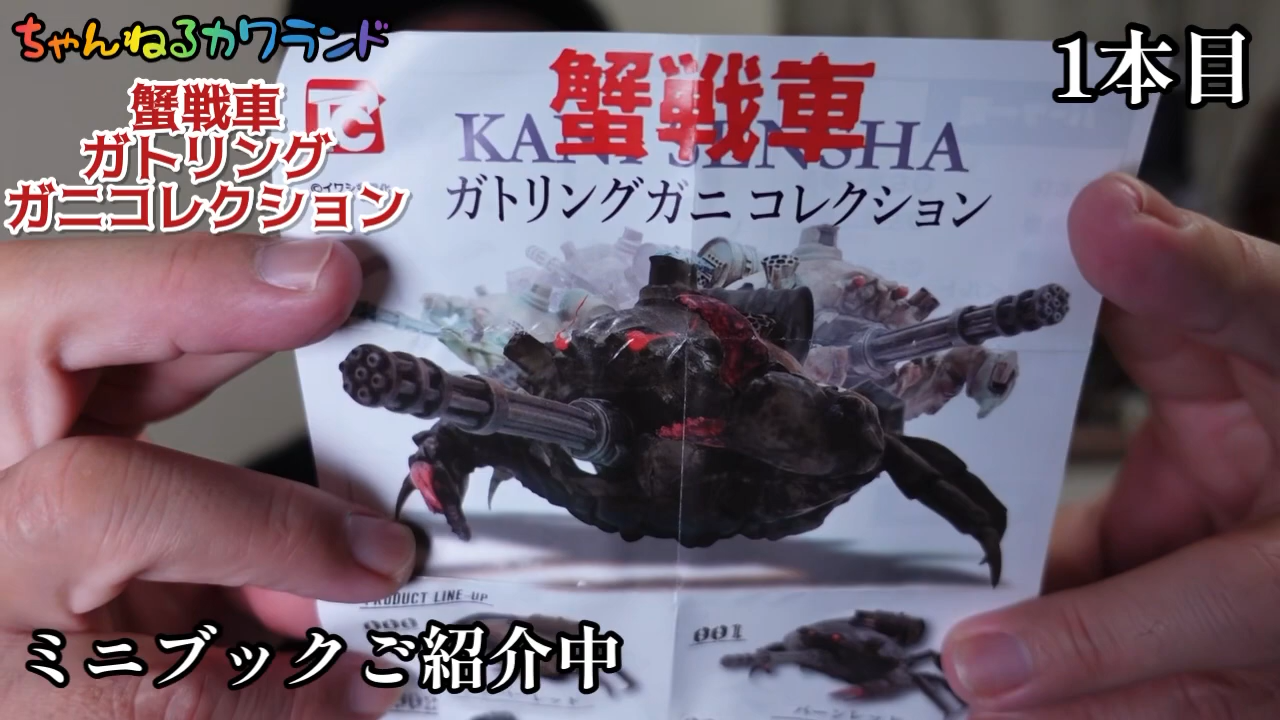 ちゃんねるカワランド
1本目
蟹戦車
ガトリング
ガニコレクション
TC
蟹戦車
KANI SENSHA
ガトリングガニ コレクション
PRODUCT LINE-UP
000
001
ミニブックご紹介中